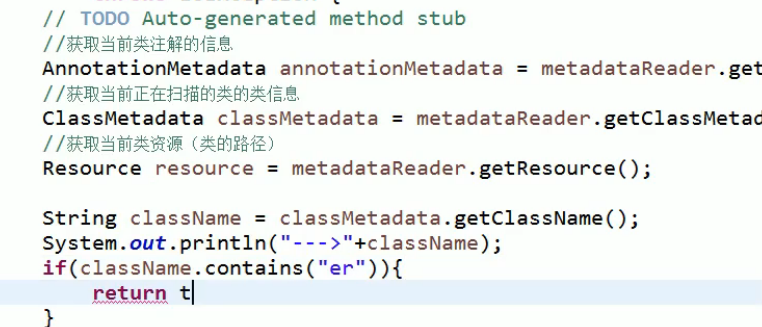 // TODO Auto-generated method stub
//获取当前类注解的信息
AnnotationMetadata annotationMetadata = metadataReader.get
//获取当前正在扫描的类的类信息
ClassMetadata classMetadata = metadataReader.getClassMetad
//获取当前类资源（类的路径）
Resource resource = metadataReader.getResource();
String className = classMetadata.getClassName();
System.out.println("--->"+className);
if(className.contains("er")){
return t
}